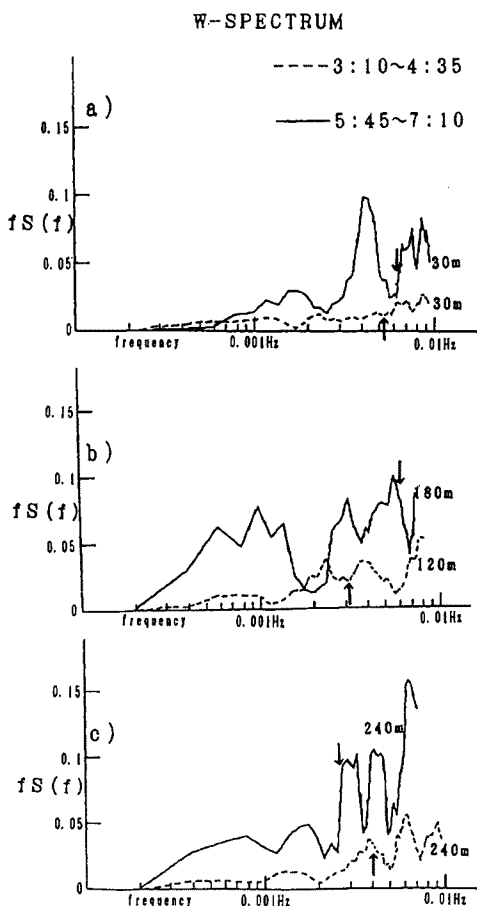 W-SPECTRUM
3:10~4:35
5:45~7:10
a)
0.15
0.1
fS(f)
0.05
0
30m
30m
frequency
0.001Hz
0.01Hz
b)
0.15
0.1
fS(f)
0.05
0
180m
120m
frequency
0.001Hz
0.01Hz
c)
0.15
0.1
fS(f)
0.05
0
240m
240m
frequency
0.001Hz
0.01Hz